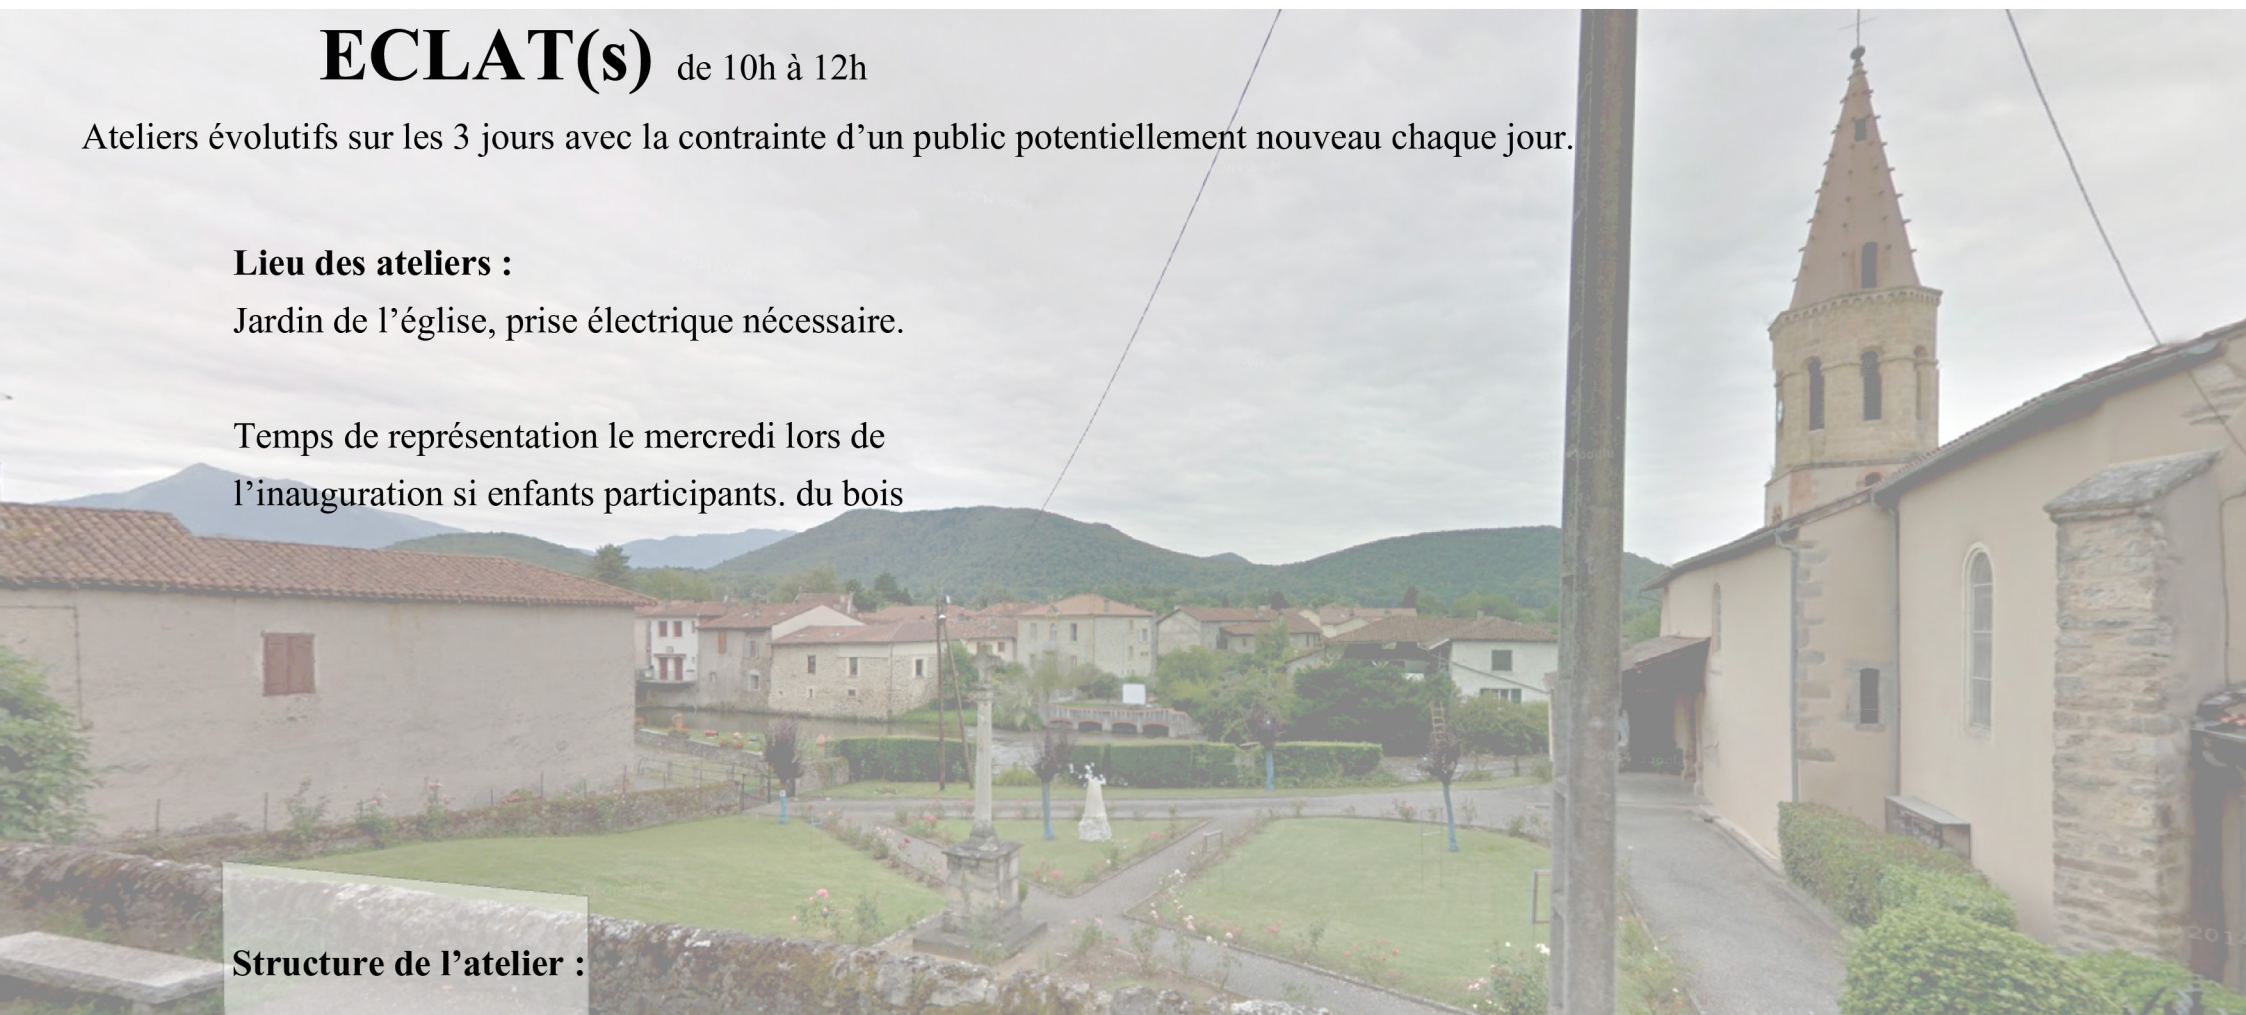 ECLAT(s) de 10h à 12h
Ateliers évolutifs sur les 3 jours avec la contrainte d’un public potentiellement nouveau chaque jour.
Lieu des ateliers :
Jardin de l’église, prise électrique nécessaire.
Temps de représentation le mercredi lors de
l’inauguration si enfants participants. du bois
Google
Structure de l’atelier :